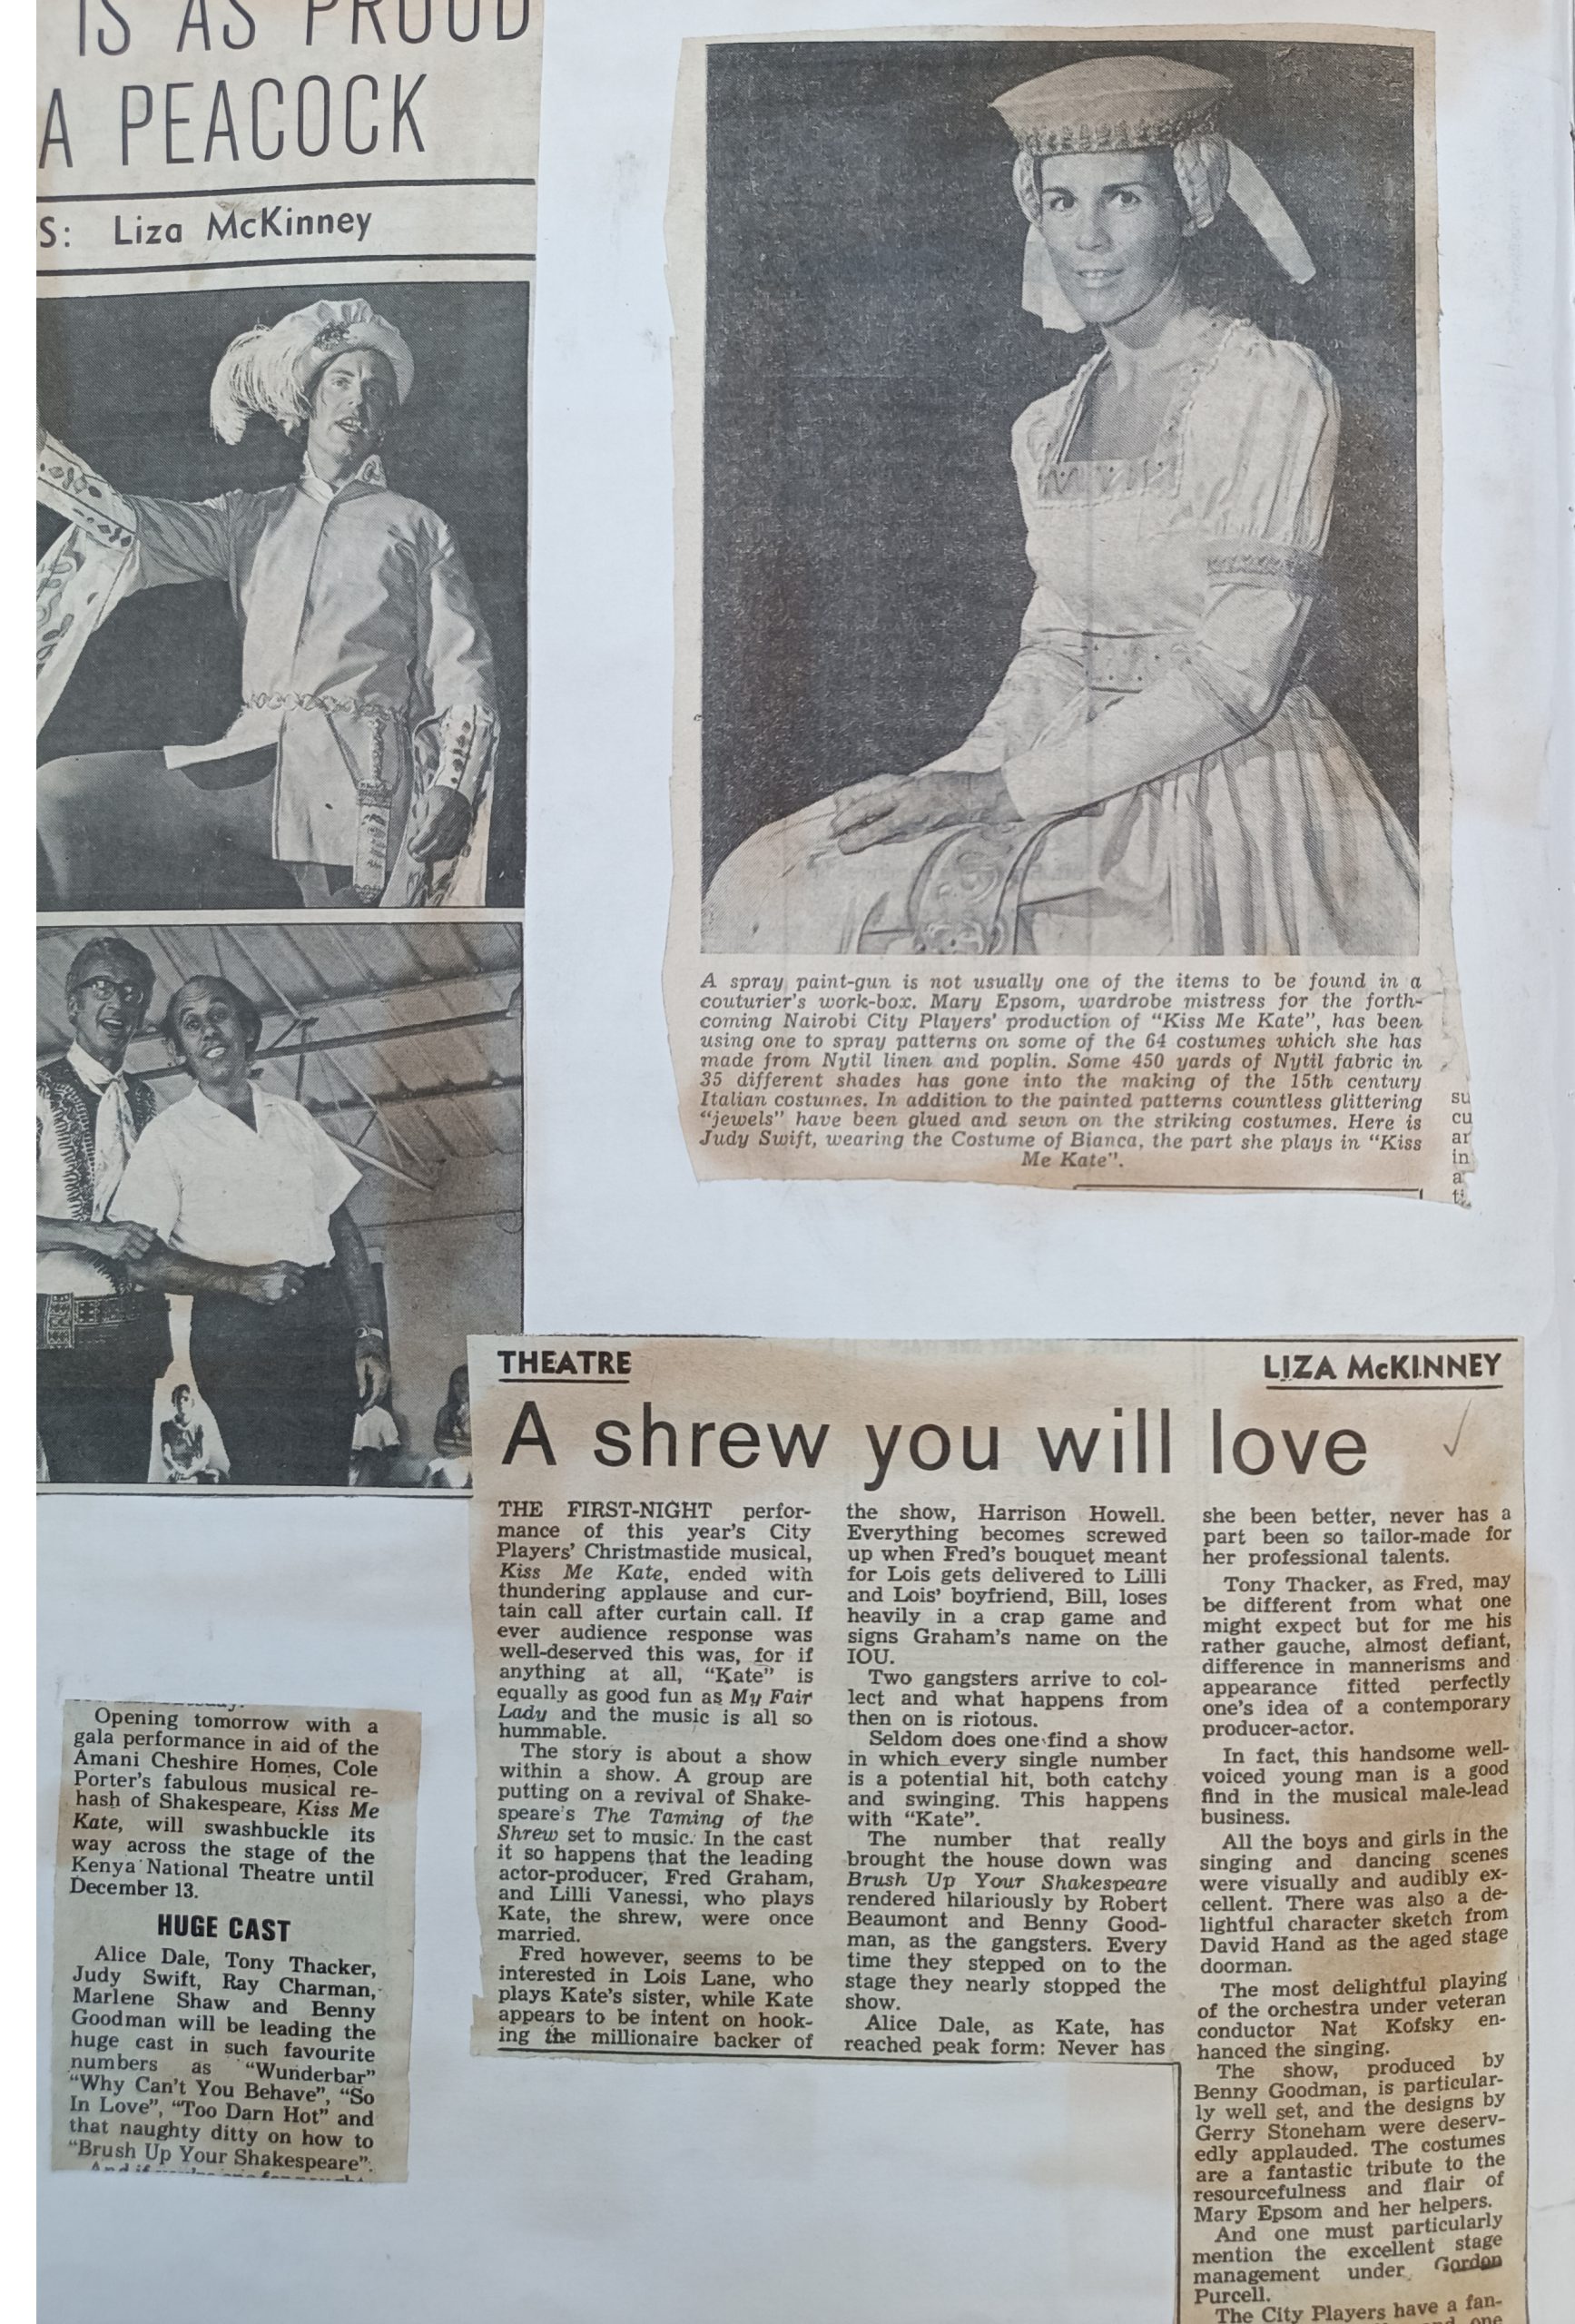 IS AS PROUD
A PEACOCK
S: Liza McKinney
A spray paint-gun is not usually one of the items to be found in a
couturier's work-box. Mary Epsom, wardrobe mistress for the forth-
coming Nairobi City Players' production of "Kiss Me Kate", has been
using one to spray patterns on some of the 64 costumes which she has
made from Nytil linen and poplin. Some 450 yards of Nytil fabric in
35 different shades has gone into the making of the 15th century
Italian costumes. In addition to the painted patterns countless glittering
"jewels" have been glued and sewn on the striking costumes. Here is
Judy Swift, wearing the Costume of Bianca, the part she plays in "Kiss
Me Kate".
su
cu
ar
in
a
THEATRE
LIZA McKINNEY
A shrew you will love
THE FIRST-NIGHT perfor-
mance of this year's City
Players' Christmastide musical,
Kiss Me Kate, ended with
thundering applause and cur-
tain call after curtain call. If
ever audience response was
well-deserved this was, for if
anything at all, "Kate" is
equally as good fun as My Fair
Lady and the music is all so
hummable.
The story is about a show
within a show. A group are
putting on a revival of Shake-
speare's The Taming of the
Shrew set to music. In the cast
it so happens that the leading
actor-producer, Fred Graham,
and Lilli Vanessi, who plays
Kate, the shrew, were once
married.
Fred however, seems to be
interested in Lois Lane, who
plays Kate's sister, while Kate
appears to be intent on hook-
ing the millionaire backer of
the show, Harrison Howell.
Everything becomes screwed
up when Fred's bouquet meant
for Lois gets delivered to Lilli
and Lois' boyfriend, Bill, loses
heavily in a crap game and
signs Graham's name on the
IOU.
Two gangsters arrive to col-
lect and what happens from
then on is riotous.
Seldom does one find a show
in which every single number
is a potential hit, both catchy
and swinging. This happens
with "Kate".
The number that really
brought the house down was
Brush Up Your Shakespeare
rendered hilariously by Robert
Beaumont and Benny Good-
man, as the gangsters. Every
time they stepped on to the
stage they nearly stopped the
show.
Alice Dale, as Kate, has
reached peak form: Never has
she been better, never has a
part been so tailor-made for
her professional talents.
Tony Thacker, as Fred, may
be different from what one
might expect but for me his
rather gauche, almost defiant,
difference in mannerisms and
appearance fitted perfectly
one's idea of a contemporary
producer-actor.
In fact, this handsome well-
voiced young man is a good
find in the musical male-lead
business.
All the boys and girls in the
singing and dancing scenes
were visually and audibly ex-
cellent. There was also a de-
lightful character sketch from
David Hand as the aged stage
doorman.
The most delightful playing
of the orchestra under veteran
conductor Nat Kofsky en-
hanced the singing.
The show, produced by
Benny Goodman, is particular-
ly well set, and the designs by
Gerry Stoneham were deserv-
edly applauded. The costumes
are a fantastic tribute to the
resourcefulness and flair of
Mary Epsom and her helpers.
And one must particularly
mention the excellent stage
management under Gordon
Purcell.
The City Players have a fan-
Opening tomorrow with a
gala performance in aid of the
Amani Cheshire Homes, Cole
Porter's fabulous musical re-
hash of Shakespeare, Kiss Me
Kate, will swashbuckle its
way across the stage of the
Kenya National Theatre until
December 13.
HUGE CAST
Alice Dale, Tony Thacker,
Judy Swift, Ray Charman,
Marlene Shaw and Benny
Goodman will be leading the
huge cast in such favourite
numbers as "Wunderbar"
"Why Can't You Behave", "So
In Love", "Too Darn Hot" and
that naughty ditty on how to
"Brush Up Your Shakespeare".